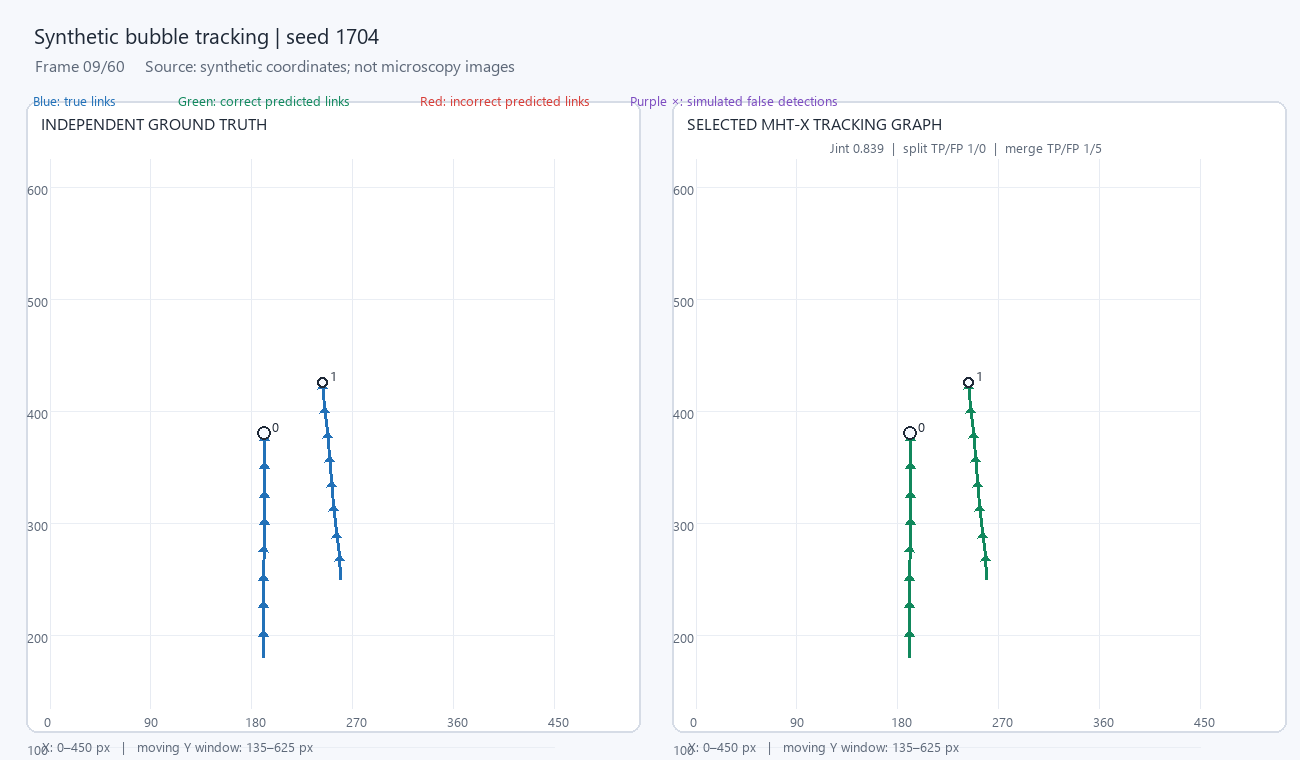 Synthetic bubble tracking | seed 1704
Frame 09/60 Source: synthetic coordinates; not microscopy images
Blue: true links Green: correct predicted links Red: incorrect predicted links Purple ×: simulated false detections
INDEPENDENT GROUND TRUTH
600
500
400
300
200
1
0
0 90 180 270 360 450
100
X: 0–450 px | moving Y window: 135–625 px
SELECTED MHT-X TRACKING GRAPH
Jint 0.839 | split TP/FP 1/0 | merge TP/FP 1/5
600
500
400
300
200
1
0
0 90 180 270 360 450
100
X: 0–450 px | moving Y window: 135–625 px